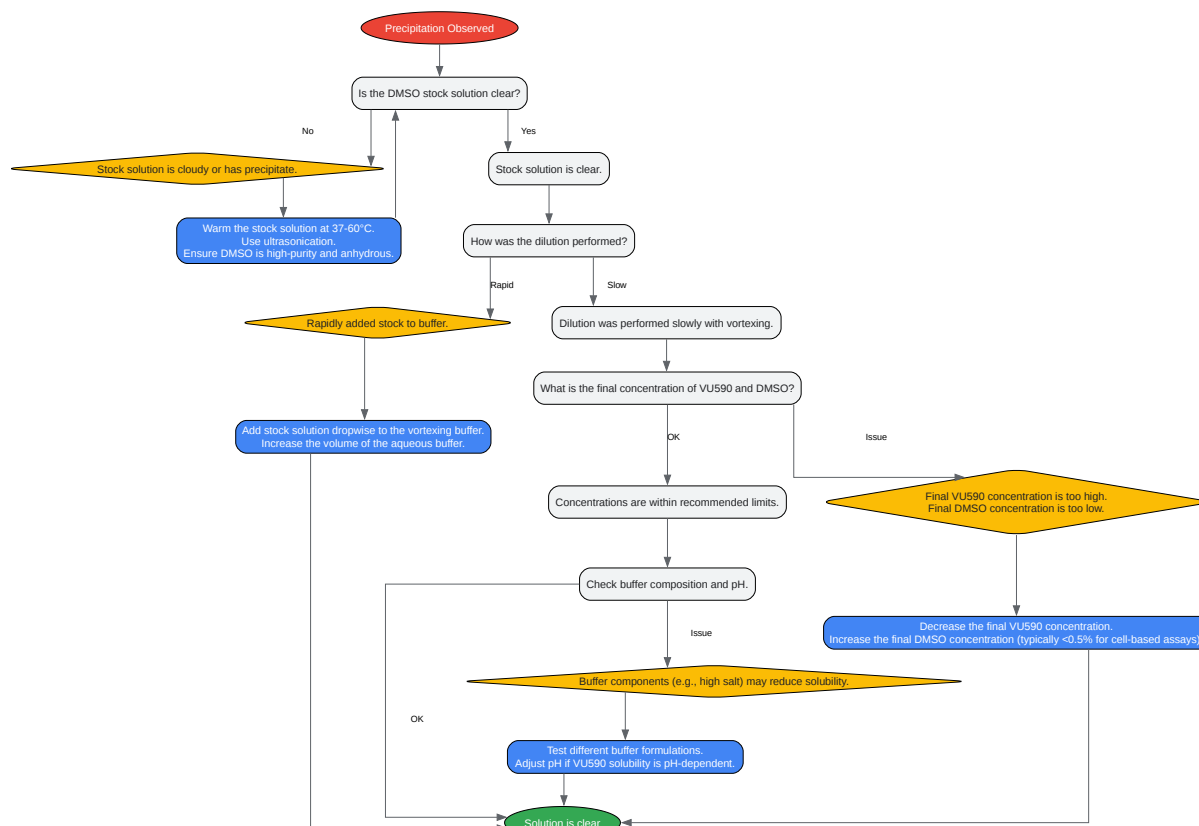 Precipitation Observed
Is the DMSO stock solution clear?
No
Yes
Stock solution is cloudy or has precipitate.
Stock solution is clear.
Warm the stock solution at 37-60°C.
Use ultrasonication.
Ensure DMSO is high-purity and anhydrous.
How was the dilution performed?
Rapid
Slow
Rapidly added stock to buffer.
Dilution was performed slowly with vortexing.
What is the final concentration of VU590 and DMSO?
Add stock solution dropwise to the vortexing buffer.
Increase the volume of the aqueous buffer.
OK
Issue
Concentrations are within recommended limits.
Final VU590 concentration is too high.
Final DMSO concentration is too low.
Check buffer composition and pH.
Issue
Decrease the final VU590 concentration.
Increase the final DMSO concentration (typically <0.5% for cell-based assays)
Buffer components (e.g., high salt) may reduce solubility.
OK
Test different buffer formulations.
Adjust pH if VU590 solubility is pH-dependent.
Solution is clear